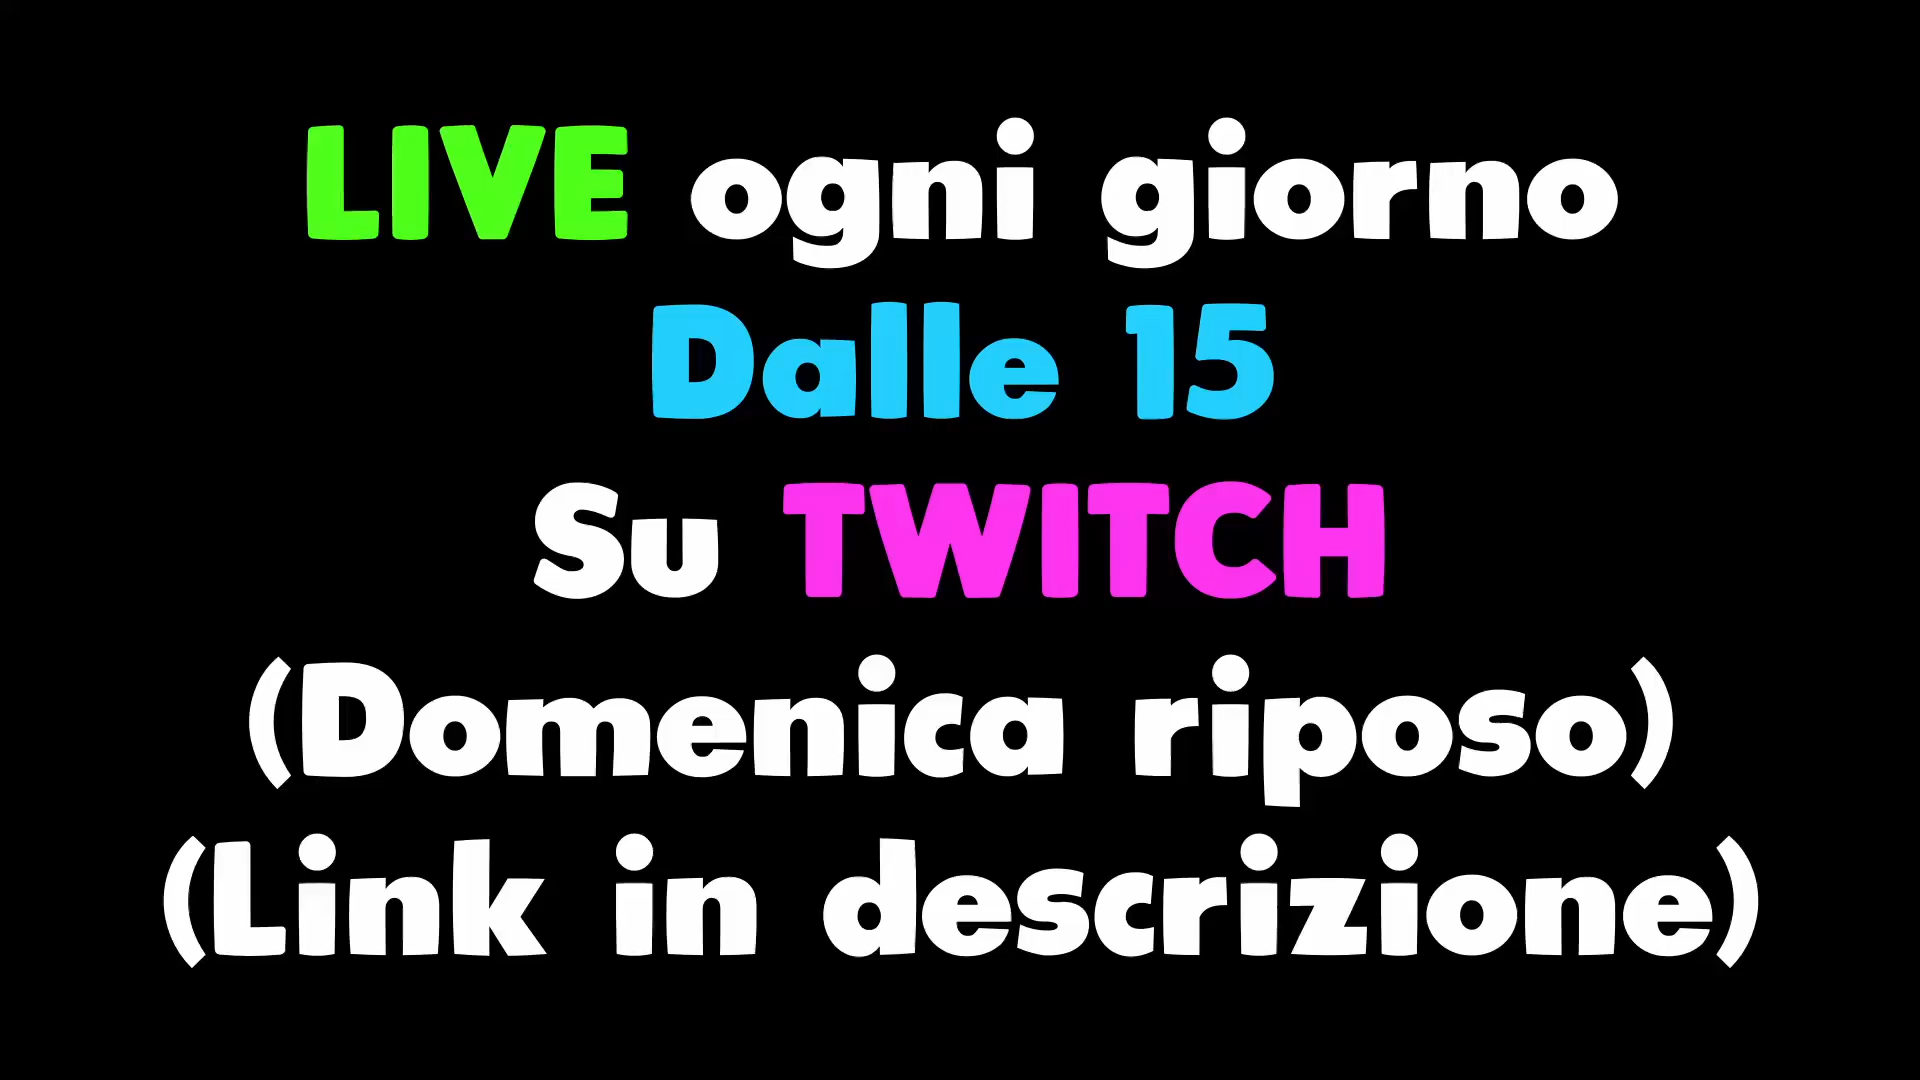 LIVE ogni giorno
Dalle 15
Su TWITCH
(Domenica riposo)
(Link in descrizione)